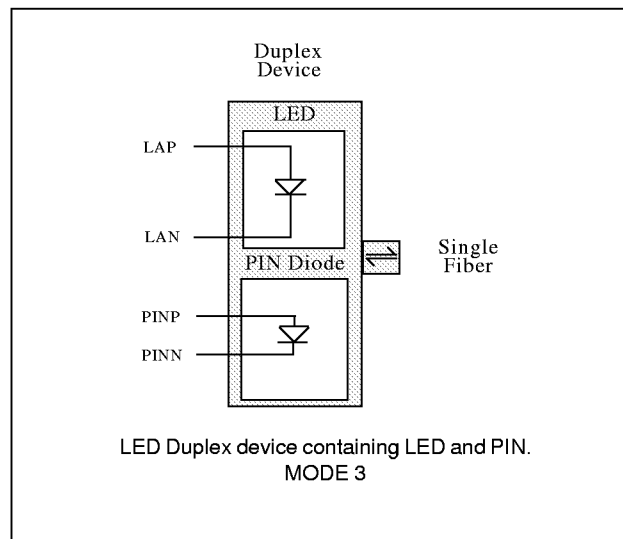 Duplex
Device
LED
LAP
LAN
PIN Diode
Single
Fiber
PINP
PINN
LED Duplex device containing LED and PIN.
MODE 3